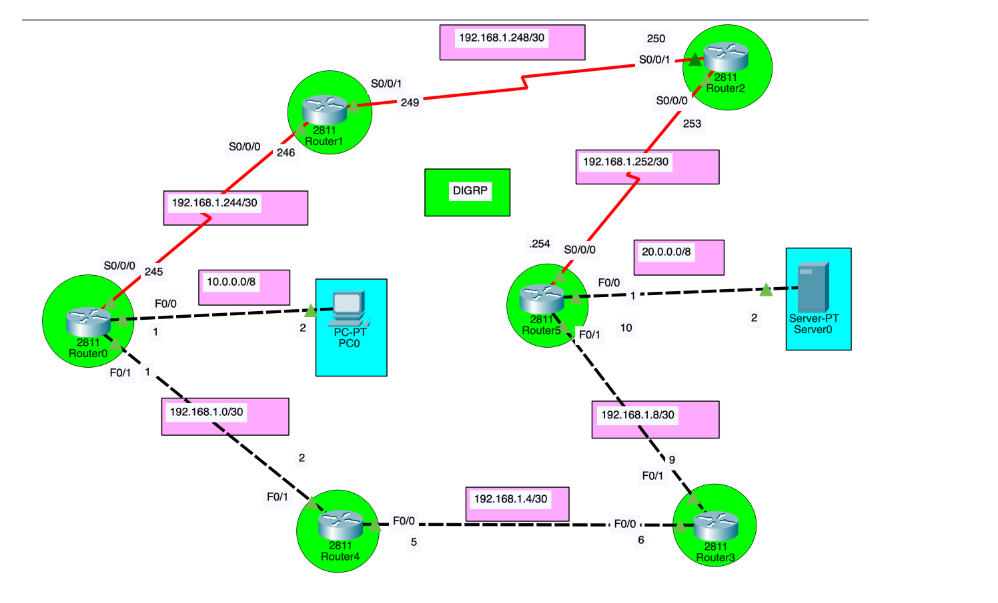 192.168.1.248/30
250
S0/0/1
2811
Router2
S0/0/1
249
S0/0/0
253
2811
Router1
S0/0/0
246
192.168.1.252/30
DIGRP
192.168.1.244/30
.254
S0/0/0
20.0.0.0/8
S0/0/0
245
10.0.0.0/8
F0/0
1
F0/0
1
2
PC-PT
PC0
2811
Router5
10
2
Server-PT
Server0
F0/1
2811
Router0
F0/1
1
192.168.1.0/30
192.168.1.8/30
2
9
F0/1
F0/1
192.168.1.4/30
F0/0
5
F0/0
6
2811
Router4
2811
Router3